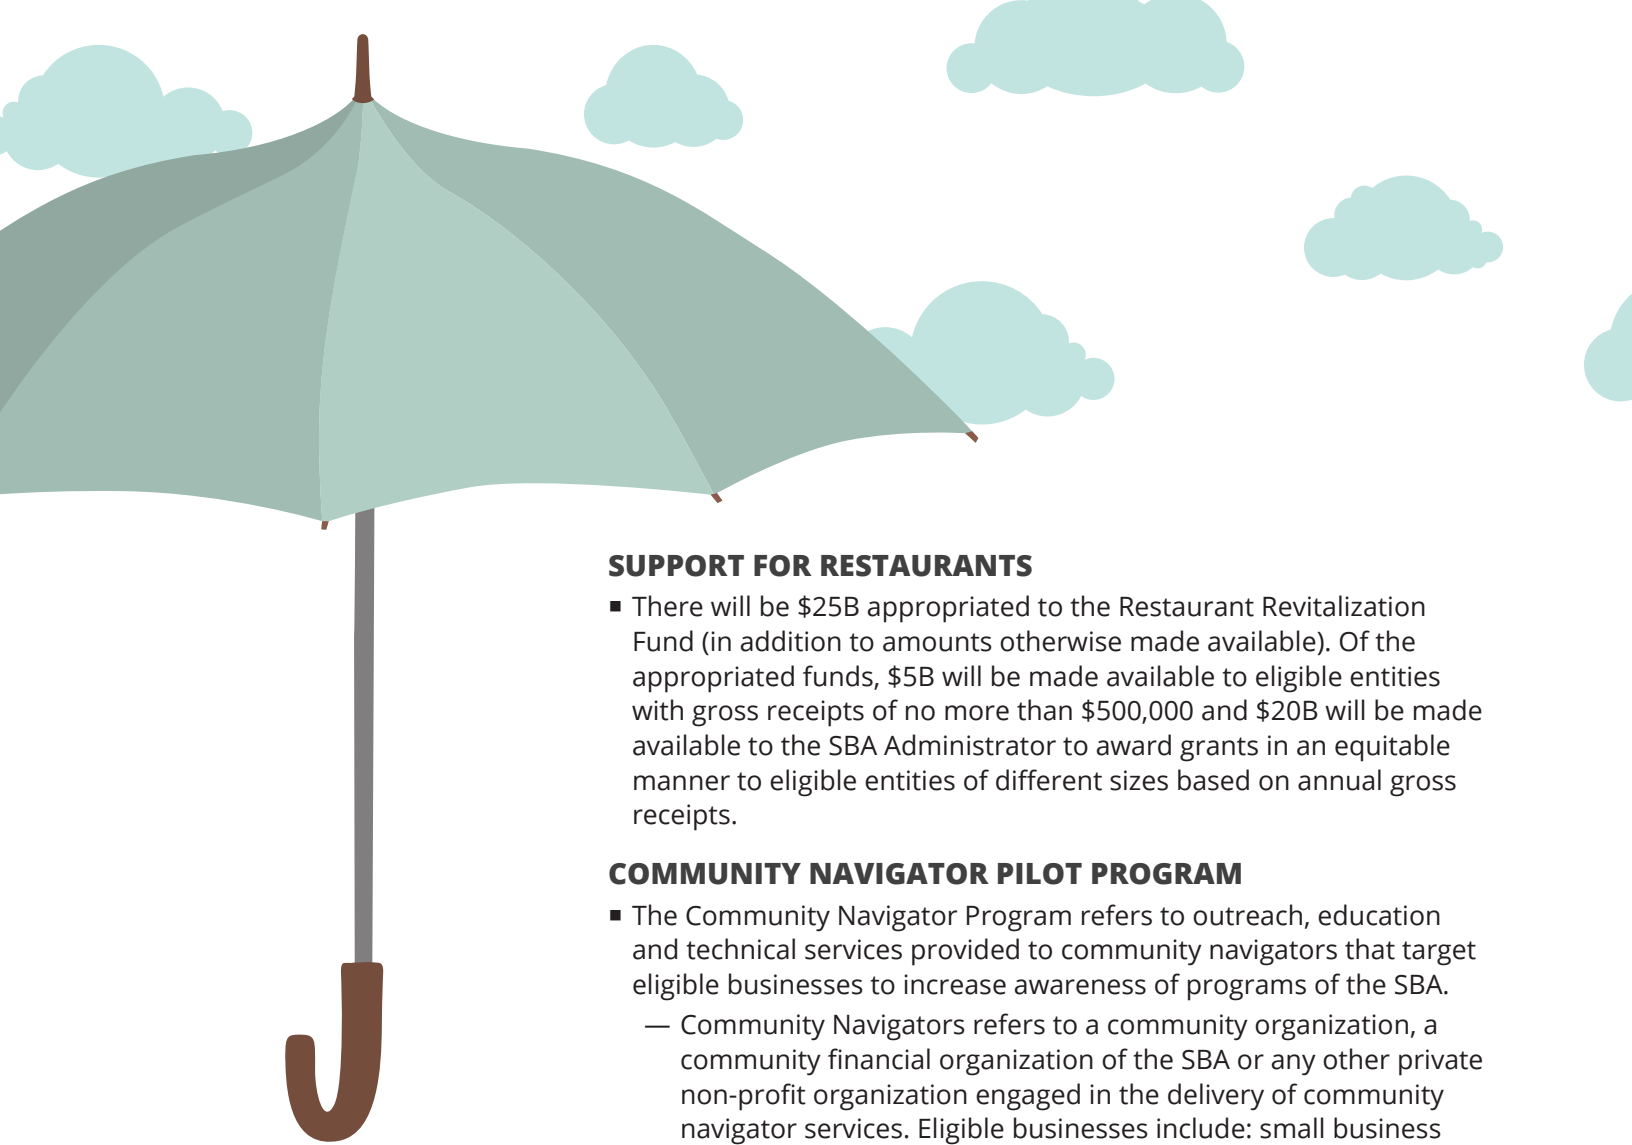 SUPPORT FOR RESTAURANTS
▪ There will be $25B appropriated to the Restaurant Revitalization
Fund (in addition to amounts otherwise made available). Of the
appropriated funds, $5B will be made available to eligible entities
with gross receipts of no more than $500,000 and $20B will be made
available to the SBA Administrator to award grants in an equitable
manner to eligible entities of different sizes based on annual gross
receipts.
COMMUNITY NAVIGATOR PILOT PROGRAM
▪ The Community Navigator Program refers to outreach, education
and technical services provided to community navigators that target
eligible businesses to increase awareness of programs of the SBA.
— Community Navigators refers to a community organization, a
community financial organization of the SBA or any other private
non-profit organization engaged in the delivery of community
navigator services. Eligible businesses include: small business